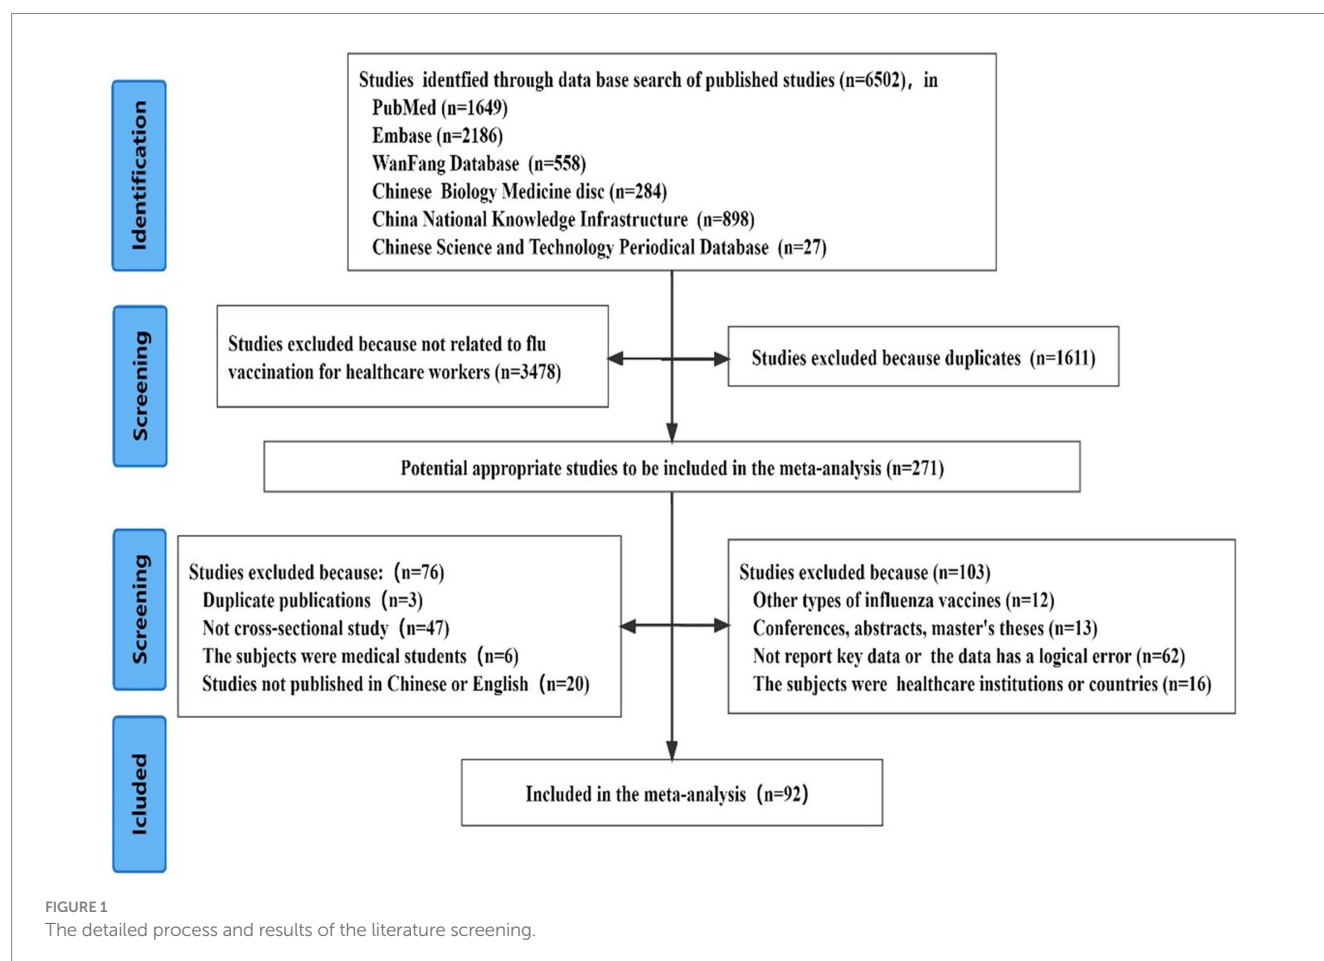 Identification
Studies identfied through data base search of published studies (n=6502),  in
PubMed (n=1649)
Embase (n=2186)
WanFang Database (n=558)
Chinese Biology Medicine disc (n=284)
China National Knowledge Infrastructure (n=898)
Chinese Science and Technology Periodical Database (n=27)
Screening
Studies excluded because not related to flu
vaccination for healthcare workers (n=3478)
Studies excluded because duplicates (n=1611)
Potential appropriate studies to be included in the meta-analysis (n=271)
Screening
Studies excluded because: (n=76)
Duplicate publications (n=3)
Not cross-sectional study (n=47)
The subjects were medical students (n=6)
Studies not published in Chinese or English (n=20)
Studies excluded because (n=103)
Other types of influenza vaccines (n=12)
Conferences, abstracts, master's theses (n=13)
Not report key data or the data has a logical error (n=62)
The subjects were healthcare institutions or countries (n=16)
Icluded
Included in the meta-analysis (n=92)
FIGURE 1
The detailed process and results of the literature screening.